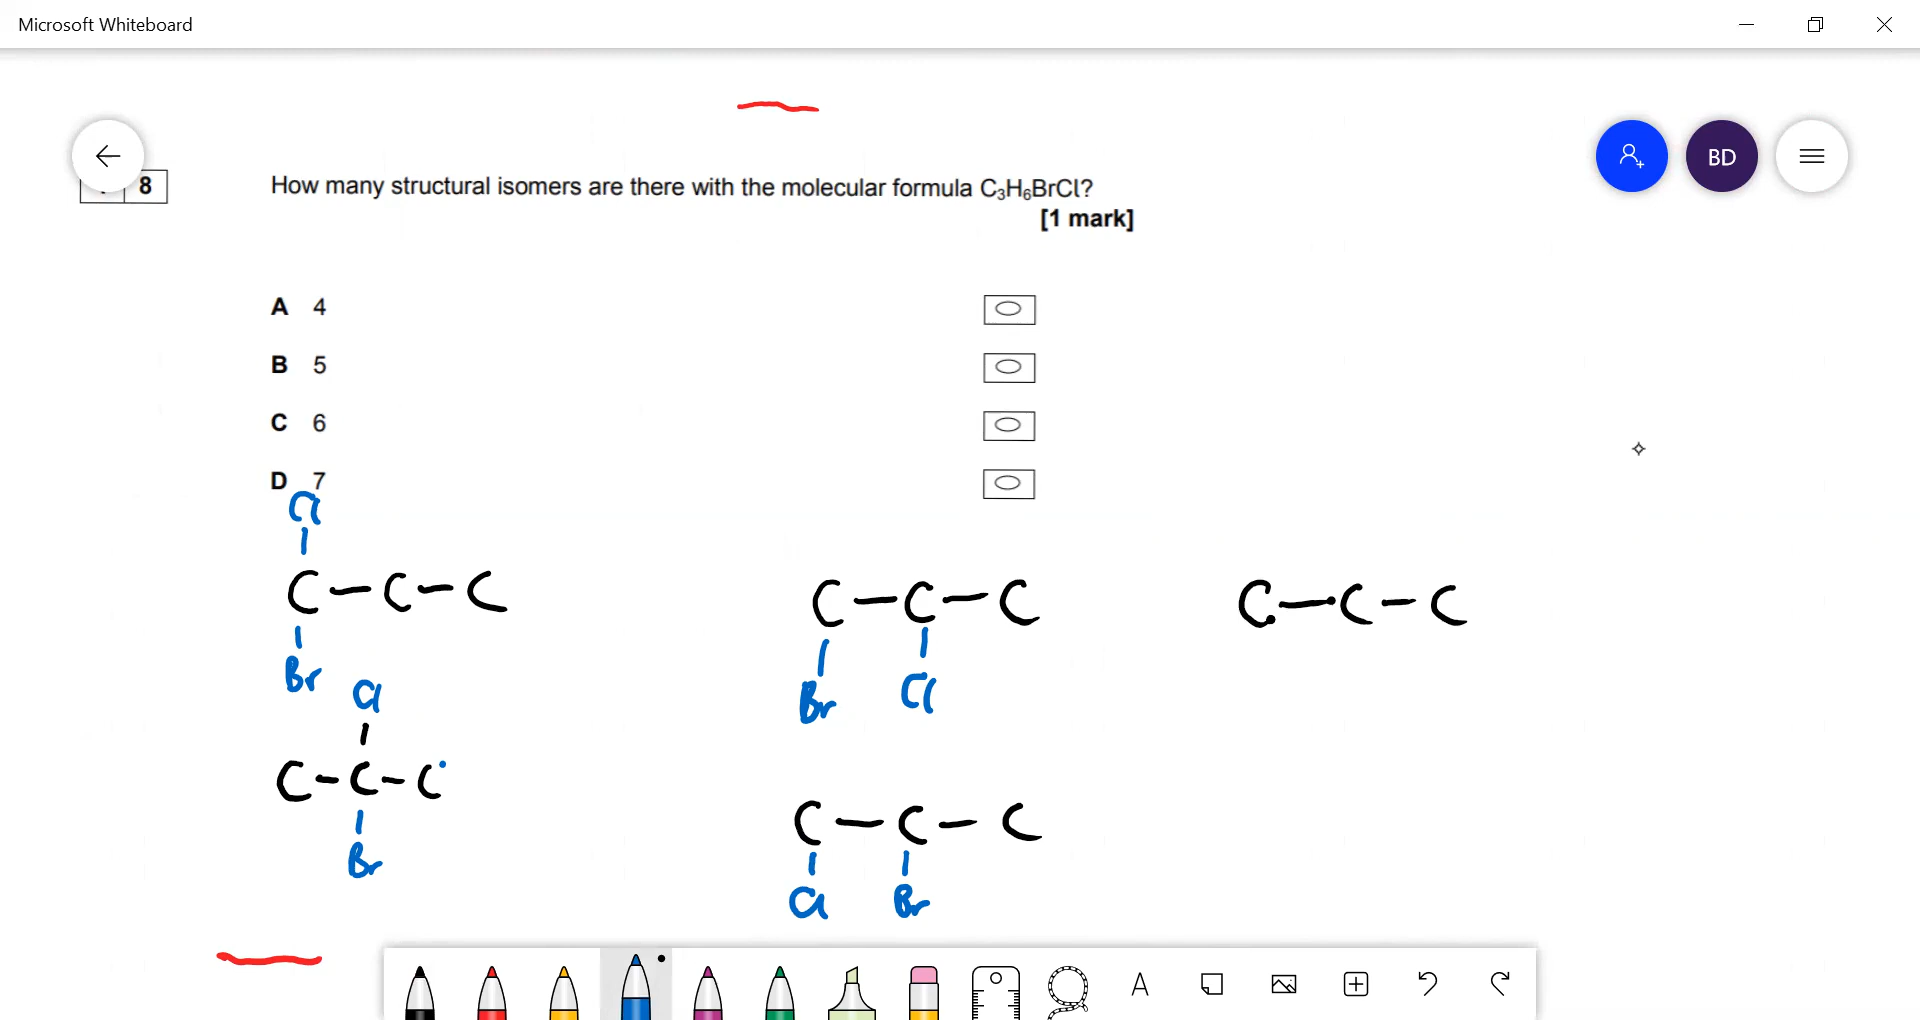 Microsoft Whiteboard
BD
8
How many structural isomers are there with the molecular formula C₃H₆BrCl?
[1 mark]
A 4
B 5
C 6
D 7
Cl
C - C - C
Br
C - C - C
Br Cl
C - C - C
Cl
C - C - C
Br
C - C - C
Cl Br
A